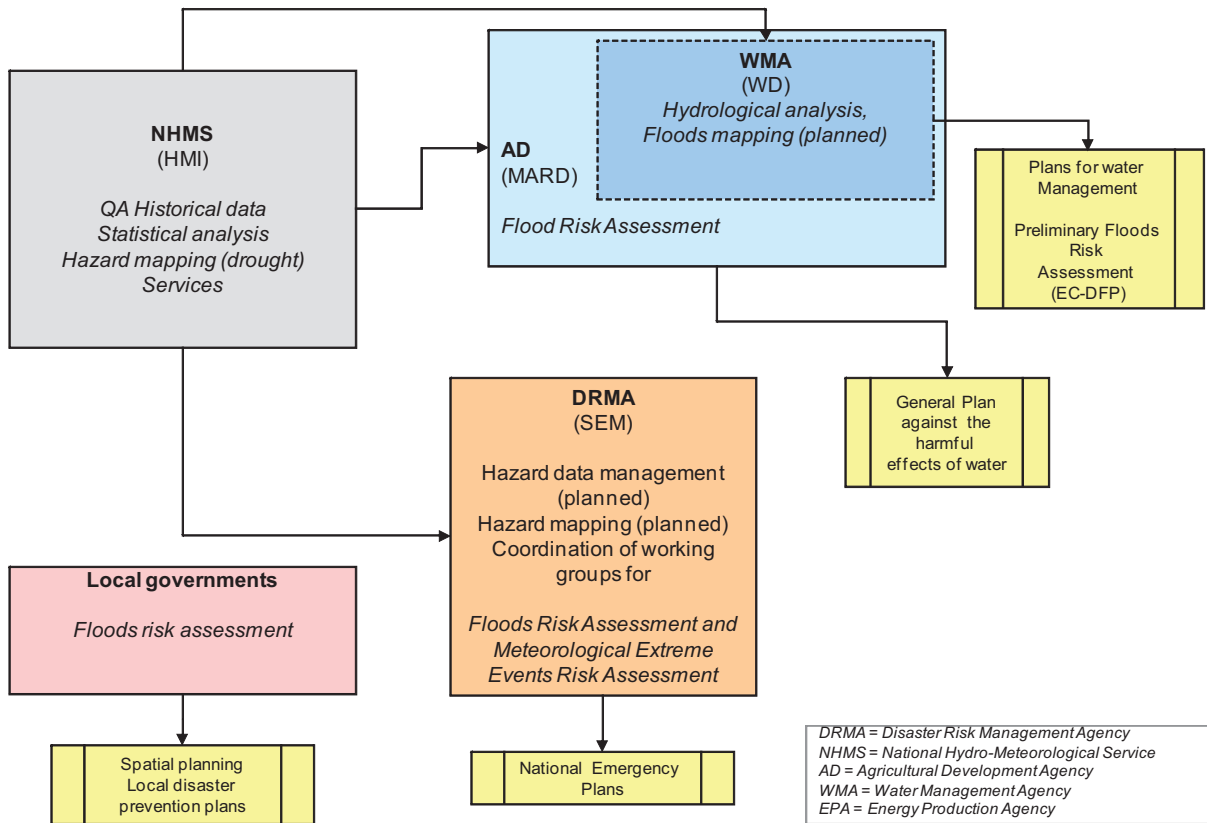 NHMS
(HMI)
QA Historical data
Statistical analysis
Hazard mapping (drought)
Services
WMA
(WD)
Hydrological analysis,
Floods mapping (planned)
AD
(MARD)
Flood Risk Assessment
Plans for water
Management
Preliminary Floods
Risk
Assessment
(EC-DFP)
General Plan
against the
harmful
effects of water
DRMA
(SEM)
Hazard data management
(planned)
Hazard mapping (planned)
Coordination of working
groups for
Floods Risk Assessment and
Meteorological Extreme
Events Risk Assessment
Local governments
Floods risk assessment
Spatial planning
Local disaster
prevention plans
National Emergency
Plans
DRMA = Disaster Risk Management Agency
NHMS = National Hydro-Meteorological Service
AD = Agricultural Development Agency
WMA = Water Management Agency
EPA = Energy Production Agency